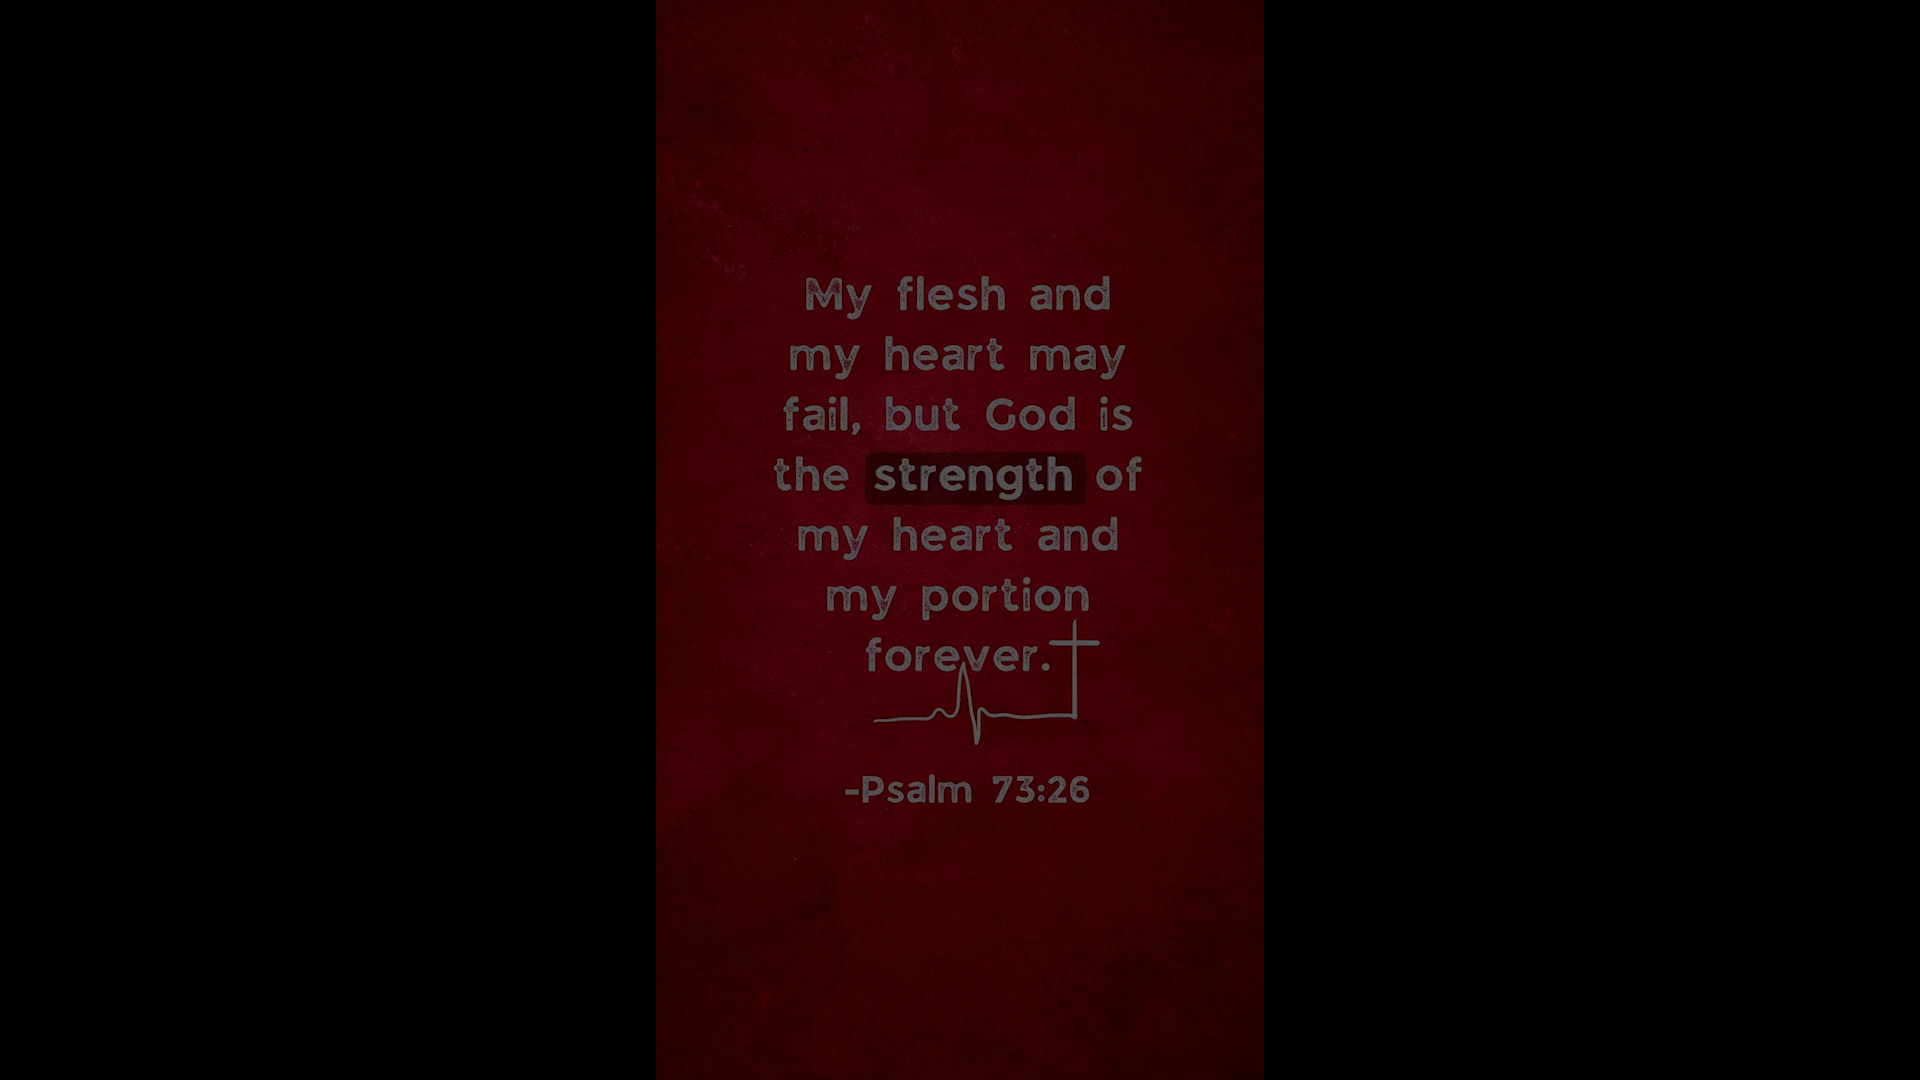 My flesh and
my heart may
fail, but God is
the strength of
my heart and
my portion
forever.
-Psalm 73:26